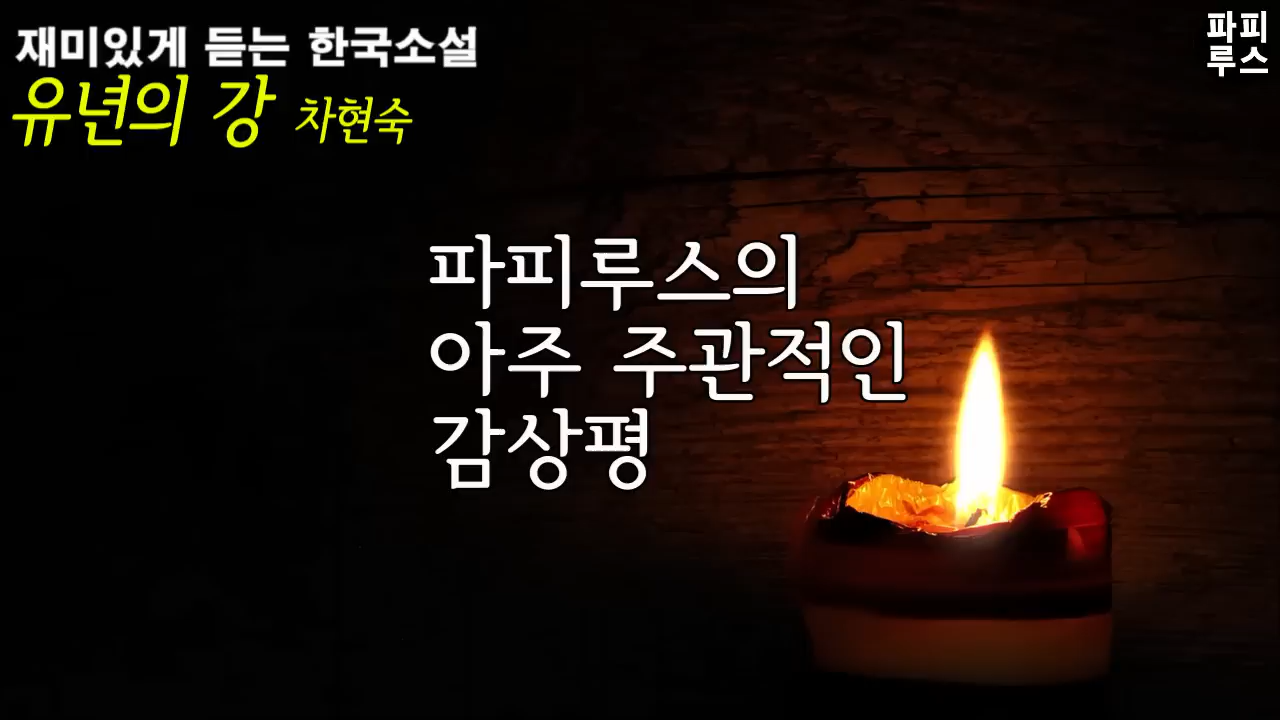 재미있게 듣는 한국소설
유년의 강 차현숙
파피
루스
파피루스의
아주 주관적인
감상평